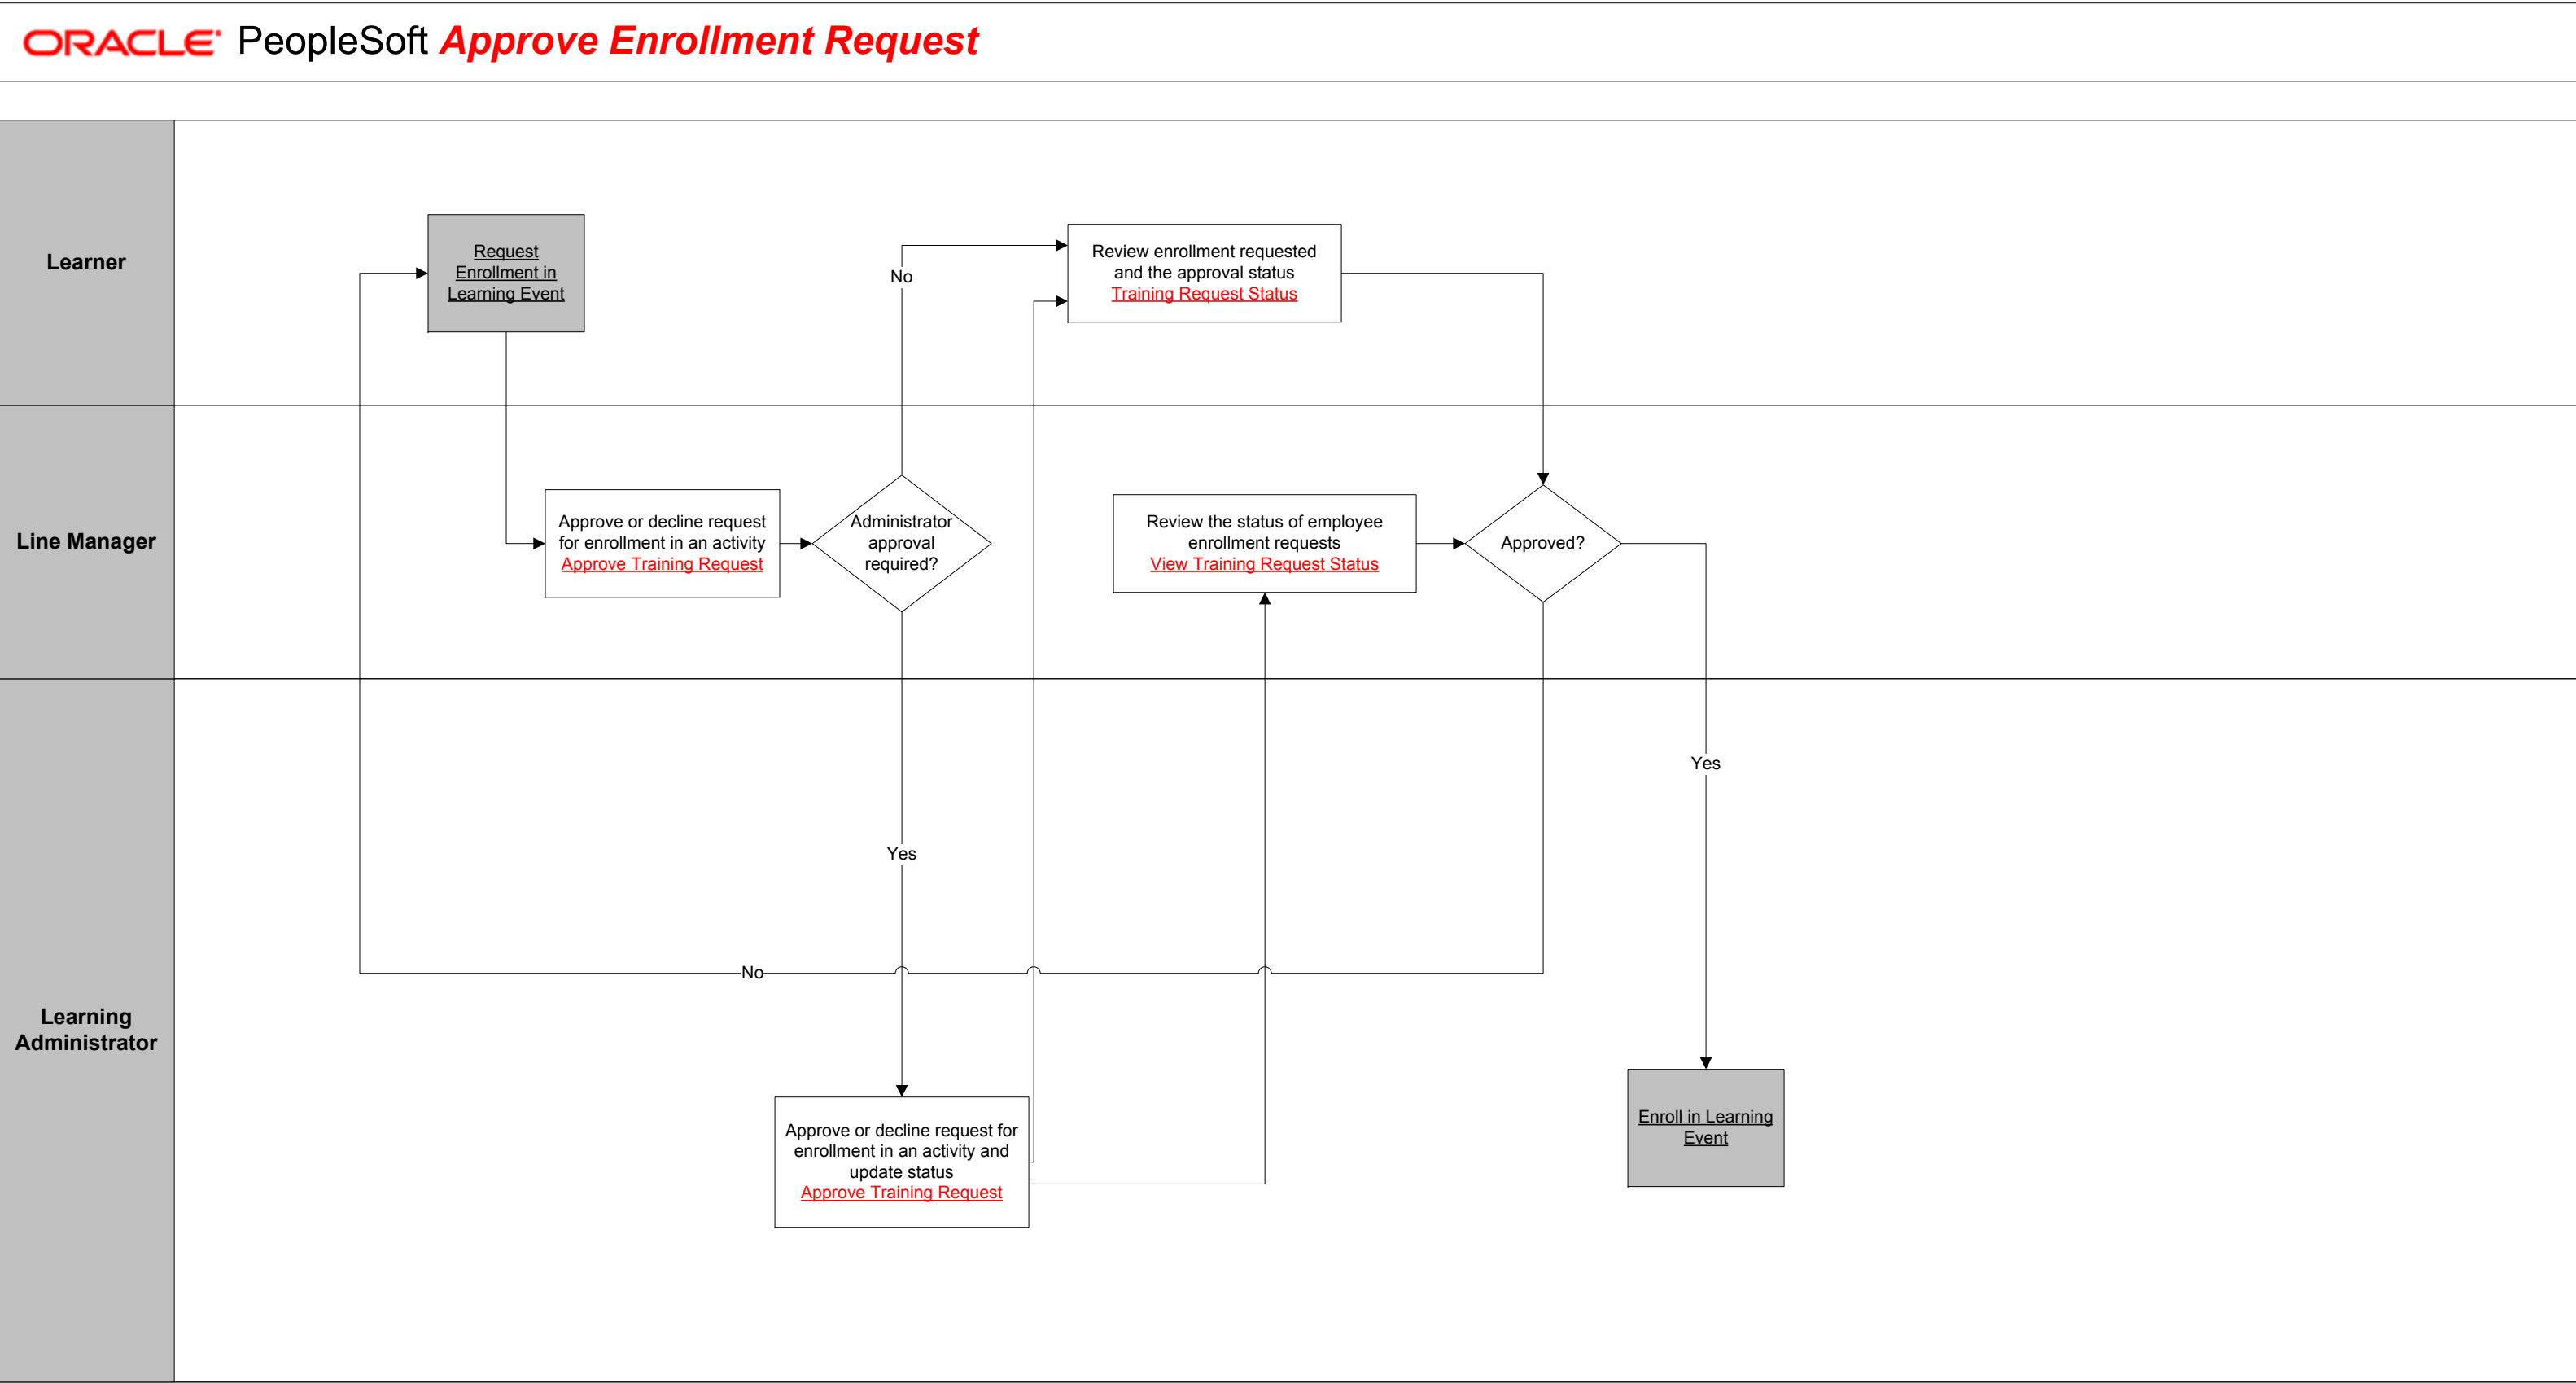 ORACLE PeopleSoft Approve Enrollment Request
Learner
Request
Enrollment in
Learning Event
No
Review enrollment requested
and the approval status
Training Request Status
Line Manager
Approve or decline request
for enrollment in an activity
Approve Training Request
Administrator
approval
required?
Review the status of employee
enrollment requests
View Training Request Status
Approved?
Learning
Administrator
Yes
Yes
No
Approve or decline request for
enrollment in an activity and
update status
Approve Training Request
Enroll in Learning
Event